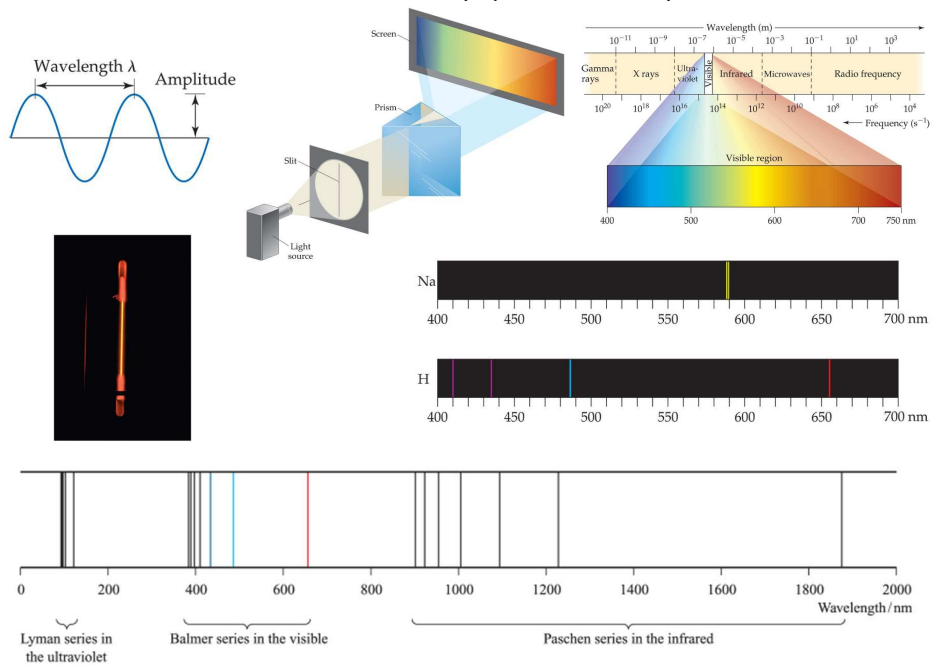 Wavelength λ
Amplitude
Screen
Prism
Slit
Light
source
Wavelength (m)
10⁻¹¹ 10⁻⁹ 10⁻⁷ 10⁻⁵ 10⁻³ 10⁻¹ 10¹ 10³
Gamma
rays
X rays
Ultra-
violet
Visible
Infrared
Microwaves
Radio frequency
10²⁰ 10¹⁸ 10¹⁶ 10¹⁴ 10¹² 10¹⁰ 10⁸ 10⁶ 10⁴
Frequency (s⁻¹)
Visible region
400 500 600 700 750 nm
Na
400 450 500 550 600 650 700 nm
H
400 450 500 550 600 650 700 nm
0 200 400 600 800 1000 1200 1400 1600 1800 2000
Wavelength/nm
Lyman series in
the ultraviolet
Balmer series in the visible
Paschen series in the infrared